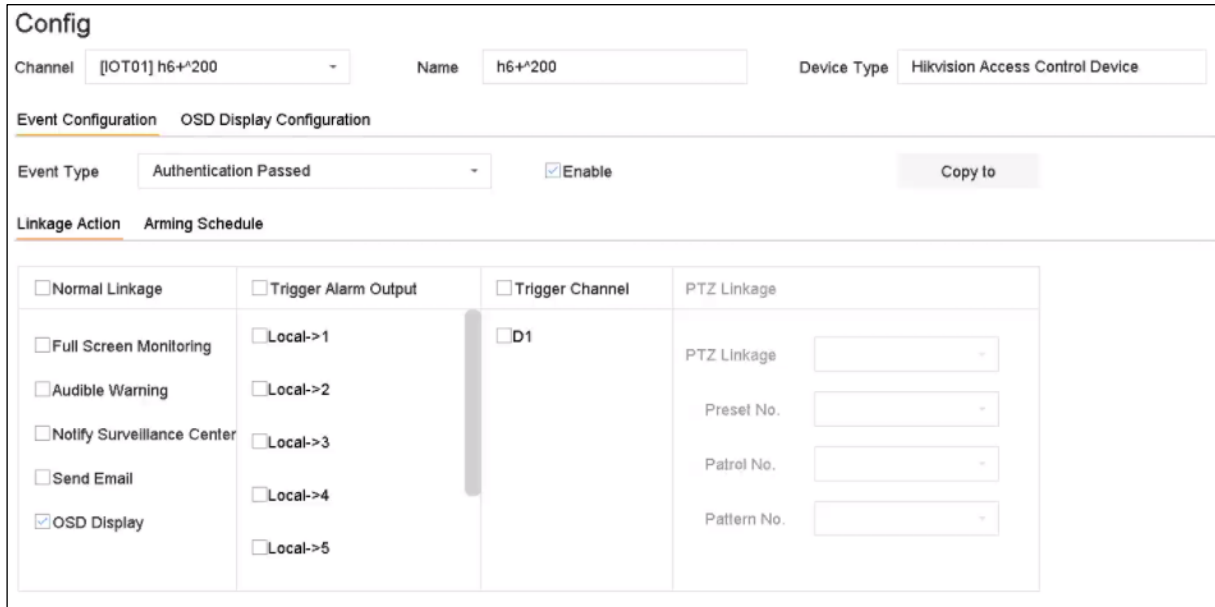 Config
Channel [IOT01] h6+^200 Name h6+^200 Device Type Hikvision Access Control Device
Event Configuration OSD Display Configuration
Event Type Authentication Passed Enable Copy to
Linkage Action Arming Schedule
Normal Linkage Trigger Alarm Output Trigger Channel PTZ Linkage
Full Screen Monitoring Local->1 D1 PTZ Linkage
Audible Warning Local->2 Preset No.
Notify Surveillance Center Local->3 Patrol No.
Send Email Local->4 Pattern No.
OSD Display Local->5